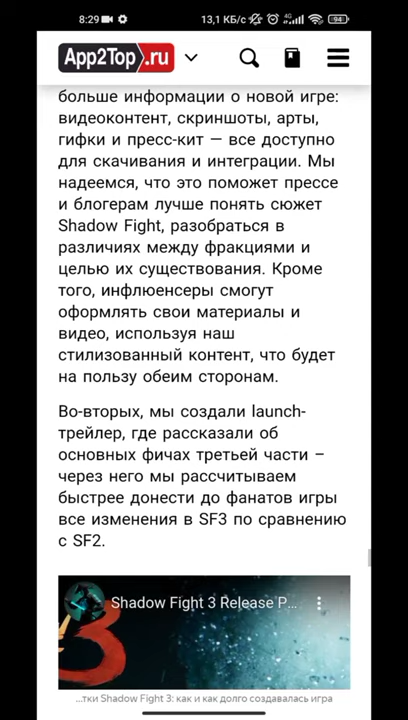 8:29
13,1 КБ/с
4G
94
App2Top .ru
больше информации о новой игре:
видеоконтент, скриншоты, арты,
гифки и пресс-кит — все доступно
для скачивания и интеграции. Мы
надеемся, что это поможет прессе
и блогерам лучше понять сюжет
Shadow Fight, разобраться в
различиях между фракциями и
целью их существования. Кроме
того, инфлюенсеры смогут
оформлять свои материалы и
видео, используя наш
стилизованный контент, что будет
на пользу обеим сторонам.
Во-вторых, мы создали launch-
трейлер, где рассказали об
основных фичах третьей части –
через него мы рассчитываем
быстрее донести до фанатов игры
все изменения в SF3 по сравнению
с SF2.
Shadow Fight 3 Release P...
3
...тки Shadow Fight 3: как и как долго создавалась игра